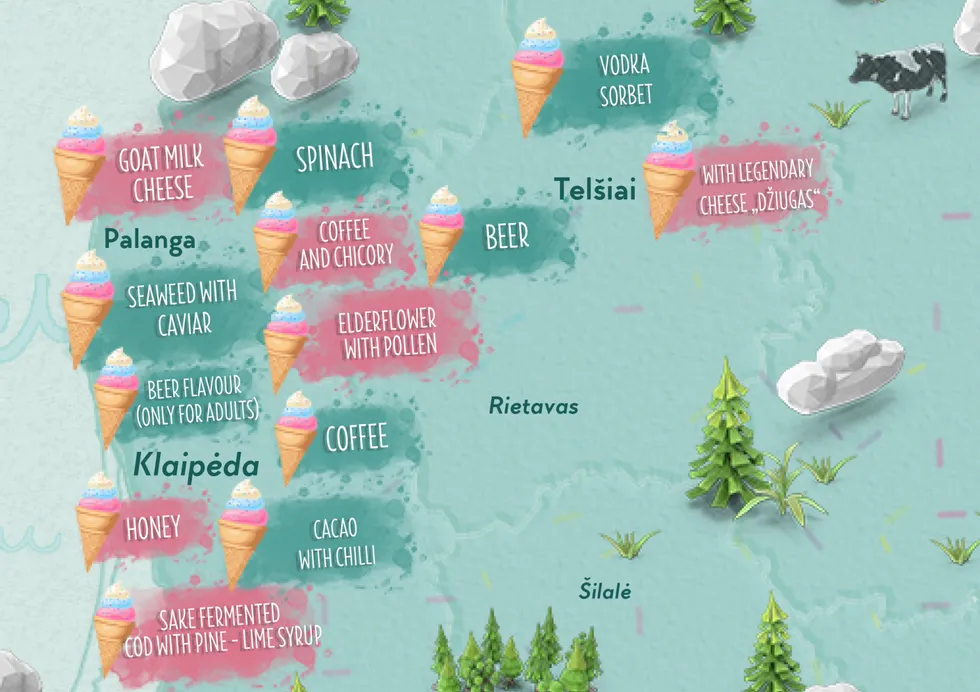 VODKA
SORBET
GOAT MILK
CHEESE
SPINACH
WITH LEGENDARY
CHEESE „DŽIUGAS“
Telšiai
Palanga
COFFEE
AND CHICORY
BEER
SEAWEED WITH
CAVIAR
ELDERFLOWER
WITH POLLEN
BEER FLAVOUR
(ONLY FOR ADULTS)
Rietavas
COFFEE
Klaipėda
HONEY
CACAO
WITH CHILLI
Šilalė
SAKE FERMENTED
COD WITH PINE - LIME SYRUP